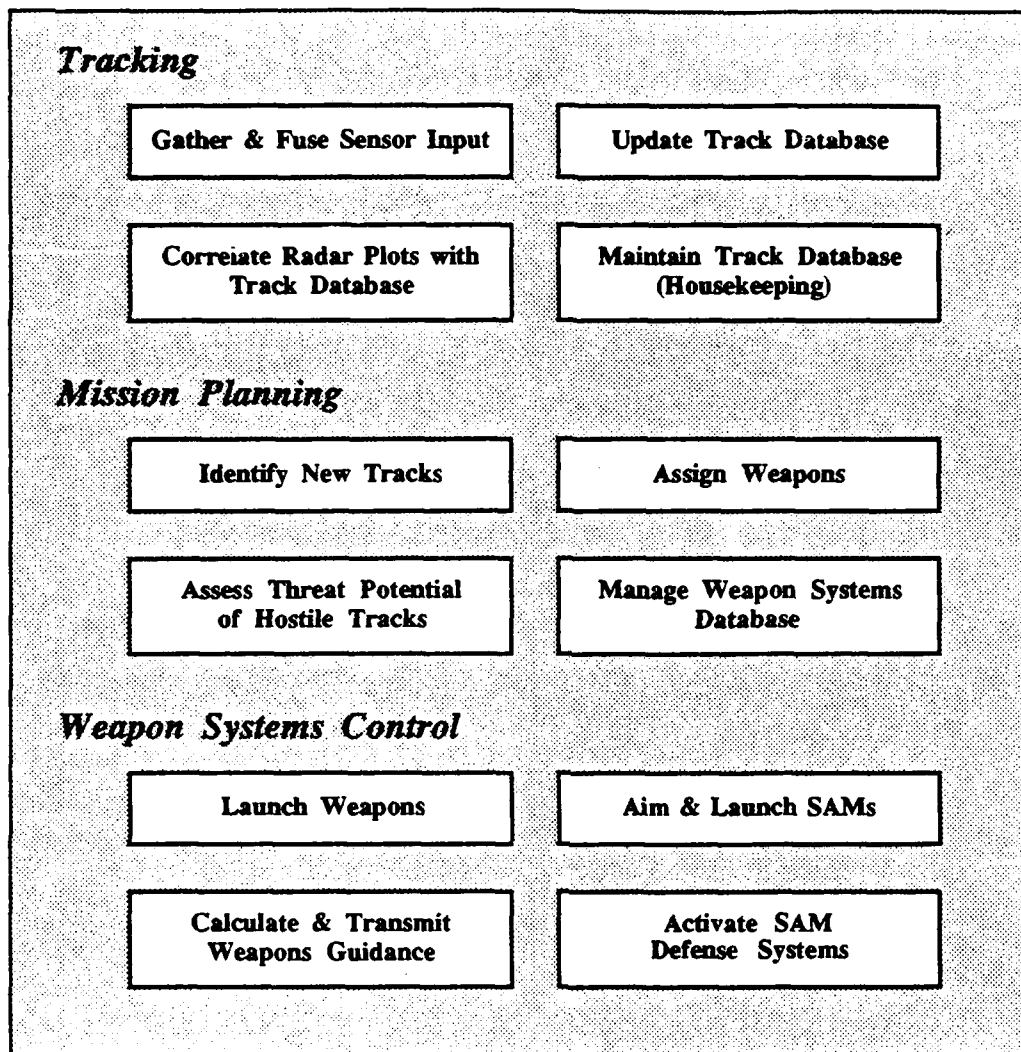 Tracking
Gather & Fuse Sensor Input
Update Track Database
Correlate Radar Plots with
Track Database
Maintain Track Database
(Housekeeping)
Mission Planning
Identify New Tracks
Assign Weapons
Assess Threat Potential
of Hostile Tracks
Manage Weapon Systems
Database
Weapon Systems Control
Launch Weapons
Aim & Launch SAMs
Calculate & Transmit
Weapons Guidance
Activate SAM
Defense Systems